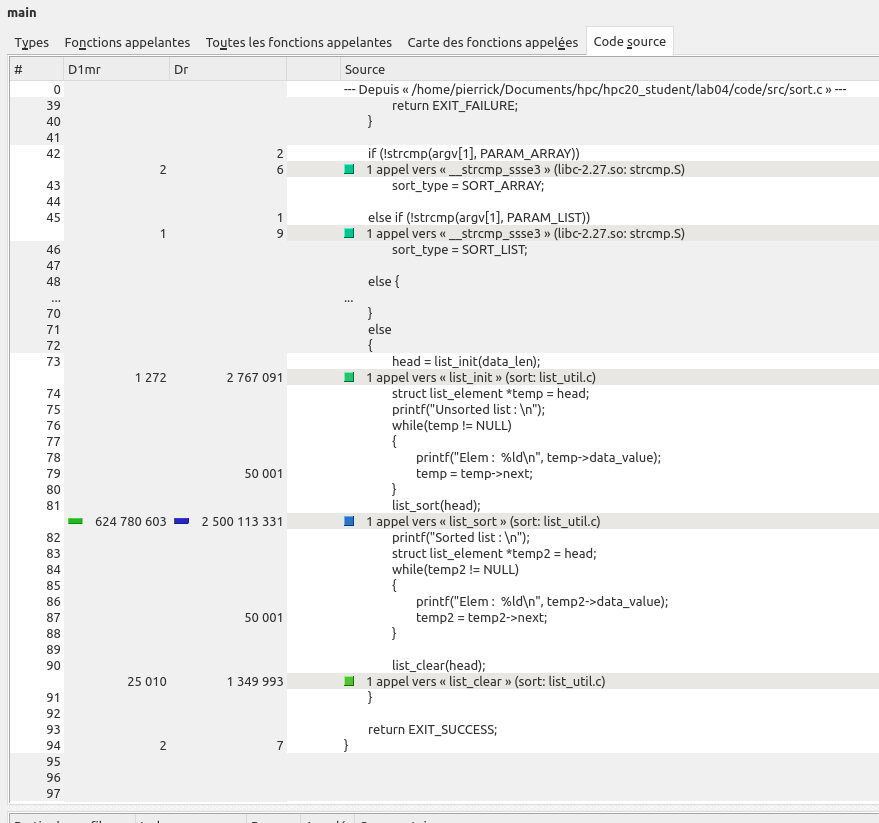 main
Types Fonctions appelantes Toutes les fonctions appelantes Carte des fonctions appelées Code source
# D1mr Dr Source
0 --- Depuis « /home/pierrick/Documents/hpc/hpc20_student/lab04/code/src/sort.c » ---
39 return EXIT_FAILURE;
40 }
41
42 2 if (!strcmp(argv[1], PARAM_ARRAY))
2 6 1 appel vers « __strcmp_ssse3 » (libc-2.27.so: strcmp.S)
43 sort_type = SORT_ARRAY;
44
45 1 else if (!strcmp(argv[1], PARAM_LIST))
1 9 1 appel vers « __strcmp_ssse3 » (libc-2.27.so: strcmp.S)
46 sort_type = SORT_LIST;
47
48 else {
... ...
70 }
71 else
72 {
73 head = list_init(data_len);
1 272 2 767 091 1 appel vers « list_init » (sort: list_util.c)
74 struct list_element *temp = head;
75 printf("Unsorted list : \n");
76 while(temp != NULL)
77 {
78 printf("Elem :  %ld\n", temp->data_value);
79 50 001 temp = temp->next;
80 }
81 list_sort(head);
624 780 603 2 500 113 331 1 appel vers « list_sort » (sort: list_util.c)
82 printf("Sorted list : \n");
83 struct list_element *temp2 = head;
84 while(temp2 != NULL)
85 {
86 printf("Elem :  %ld\n", temp2->data_value);
87 50 001 temp2 = temp2->next;
88 }
89
90 list_clear(head);
25 010 1 349 993 1 appel vers « list_clear » (sort: list_util.c)
91 }
92
93 return EXIT_SUCCESS;
94 2 7 }
95
96
97